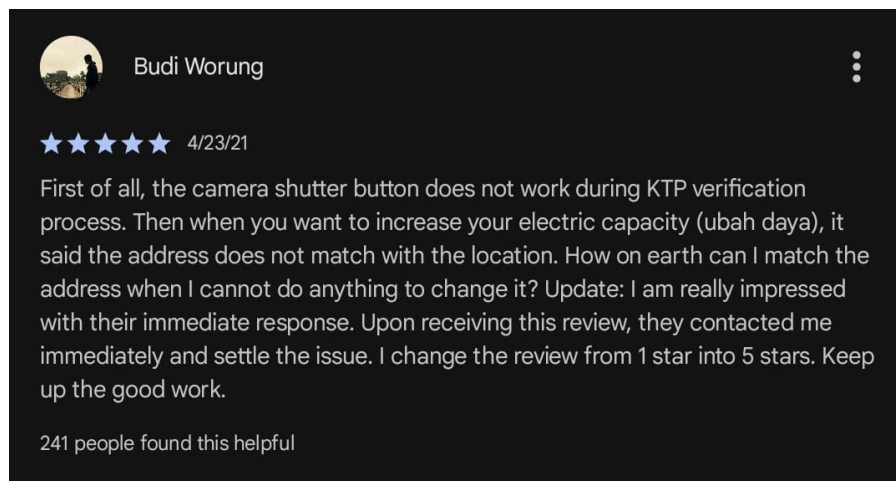 Budi Worung
4/23/21
First of all, the camera shutter button does not work during KTP verification
process. Then when you want to increase your electric capacity (ubah daya), it
said the address does not match with the location. How on earth can I match the
address when I cannot do anything to change it? Update: I am really impressed
with their immediate response. Upon receiving this review, they contacted me
immediately and settle the issue. I change the review from 1 star into 5 stars. Keep
up the good work.
241 people found this helpful